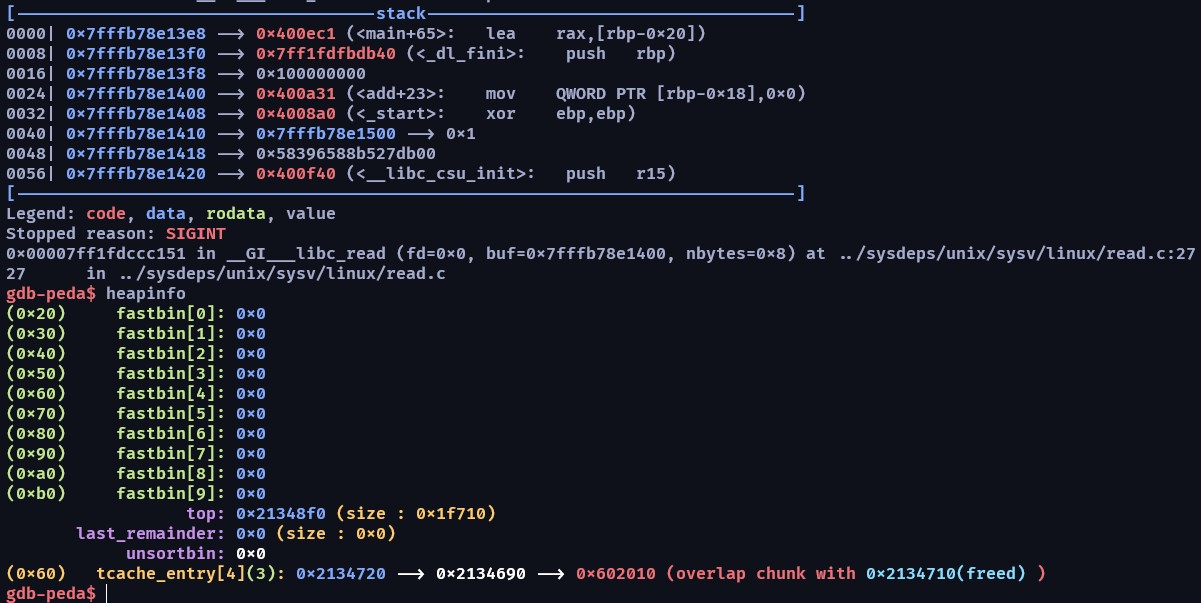 [───────────────────────────────────stack───────────────────────────────────]
0000| 0x7fffb78e13e8 --> 0x400ec1 (<main+65>:   lea    rax,[rbp-0x20])
0008| 0x7fffb78e13f0 --> 0x7ff1fdfbdb40 (<_dl_fini>:    push   rbp)
0016| 0x7fffb78e13f8 --> 0x100000000
0024| 0x7fffb78e1400 --> 0x400a31 (<add+23>:    mov    QWORD PTR [rbp-0x18],0x0)
0032| 0x7fffb78e1408 --> 0x4008a0 (<_start>:    xor    ebp,ebp)
0040| 0x7fffb78e1410 --> 0x7fffb78e1500 --> 0x1
0048| 0x7fffb78e1418 --> 0x58396588b527db00
0056| 0x7fffb78e1420 --> 0x400f40 (<__libc_csu_init>:   push   r15)
[───────────────────────────────────────────────────────────────────────────]
Legend: code, data, rodata, value
Stopped reason: SIGINT
0x00007ff1fdccc151 in __GI___libc_read (fd=0x0, buf=0x7fffb78e1400, nbytes=0x8) at ../sysdeps/unix/sysv/linux/read.c:27
27      in ../sysdeps/unix/sysv/linux/read.c
gdb-peda$ heapinfo
(0x20)     fastbin[0]: 0x0
(0x30)     fastbin[1]: 0x0
(0x40)     fastbin[2]: 0x0
(0x50)     fastbin[3]: 0x0
(0x60)     fastbin[4]: 0x0
(0x70)     fastbin[5]: 0x0
(0x80)     fastbin[6]: 0x0
(0x90)     fastbin[7]: 0x0
(0xa0)     fastbin[8]: 0x0
(0xb0)     fastbin[9]: 0x0
                  top: 0x21348f0 (size : 0x1f710)
       last_remainder: 0x0 (size : 0x0)
            unsortbin: 0x0
(0x60)   tcache_entry[4](3): 0x2134720 --> 0x2134690 --> 0x602010 (overlap chunk with 0x2134710(freed) )
gdb-peda$